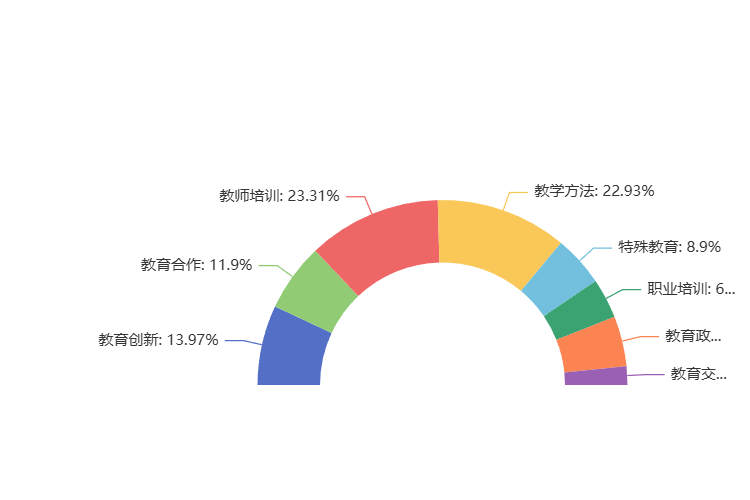 教学方法: 22.93%
教师培训: 23.31%
特殊教育: 8.9%
教育合作: 11.9%
职业培训: 6...
教育政...
教育创新: 13.97%
教育交...